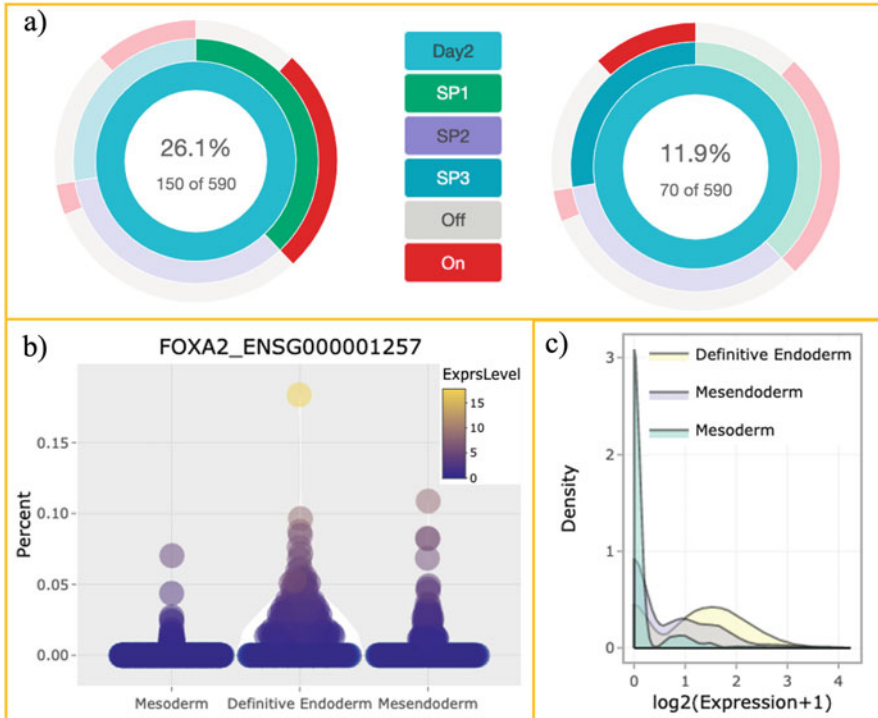 a)
26.1%
150 of 590
Day2
SP1
SP2
SP3
Off
On
11.9%
70 of 590
b)
FOXA2_ENSG000001257
ExprsLevel
15
10
5
0
Percent
0.15
0.10
0.05
0.00
Mesoderm
Definitive Endoderm
Mesendoderm
c)
Definitive Endoderm
Mesendoderm
Mesoderm
Density
3
2
1
0
0
1
2
3
4
log2(Expression+1)